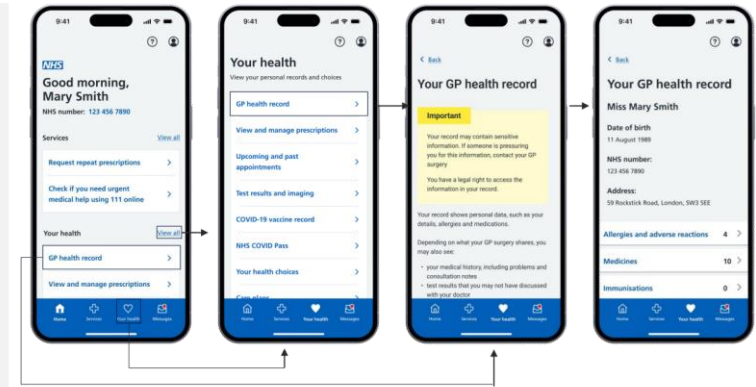 9:41
NHS
Good morning,
Mary Smith
NHS number: 123 456 7890
Services
View all
Request repeat prescriptions
Check if you need urgent
medical help using 111 online
Your health
View all
GP health record
View and manage prescriptions
Home
Services
Your health
Messages
9:41
Your health
View your personal records and choices
GP health record
View and manage prescriptions
Upcoming and past
appointments
Test results and imaging
COVID-19 vaccine record
NHS COVID Pass
Your health choices
Care plans
Home
Services
Your health
Messages
9:41
Back
Your GP health record
Important
Your record may contain sensitive
information. If someone is pressuring
you for this information, contact your GP
surgery
You have a legal right to access the
information in your record.
Your record shows personal data, such as your
details, allergies and medications.
Depending on what your GP surgery shares, you
may also see:
• your medical history, including problems and
consultation notes
• test results that you may not have discussed
with your doctor
Home
Services
Your health
Messages
9:41
Back
Your GP health record
Miss Mary Smith
Date of birth
11 August 1989
NHS number:
123 456 7890
Address:
59 Rockstick Road, London, SW3 5EE
Allergies and adverse reactions 4
Medicines 10
Immunisations 0
Home
Services
Your health
Messages